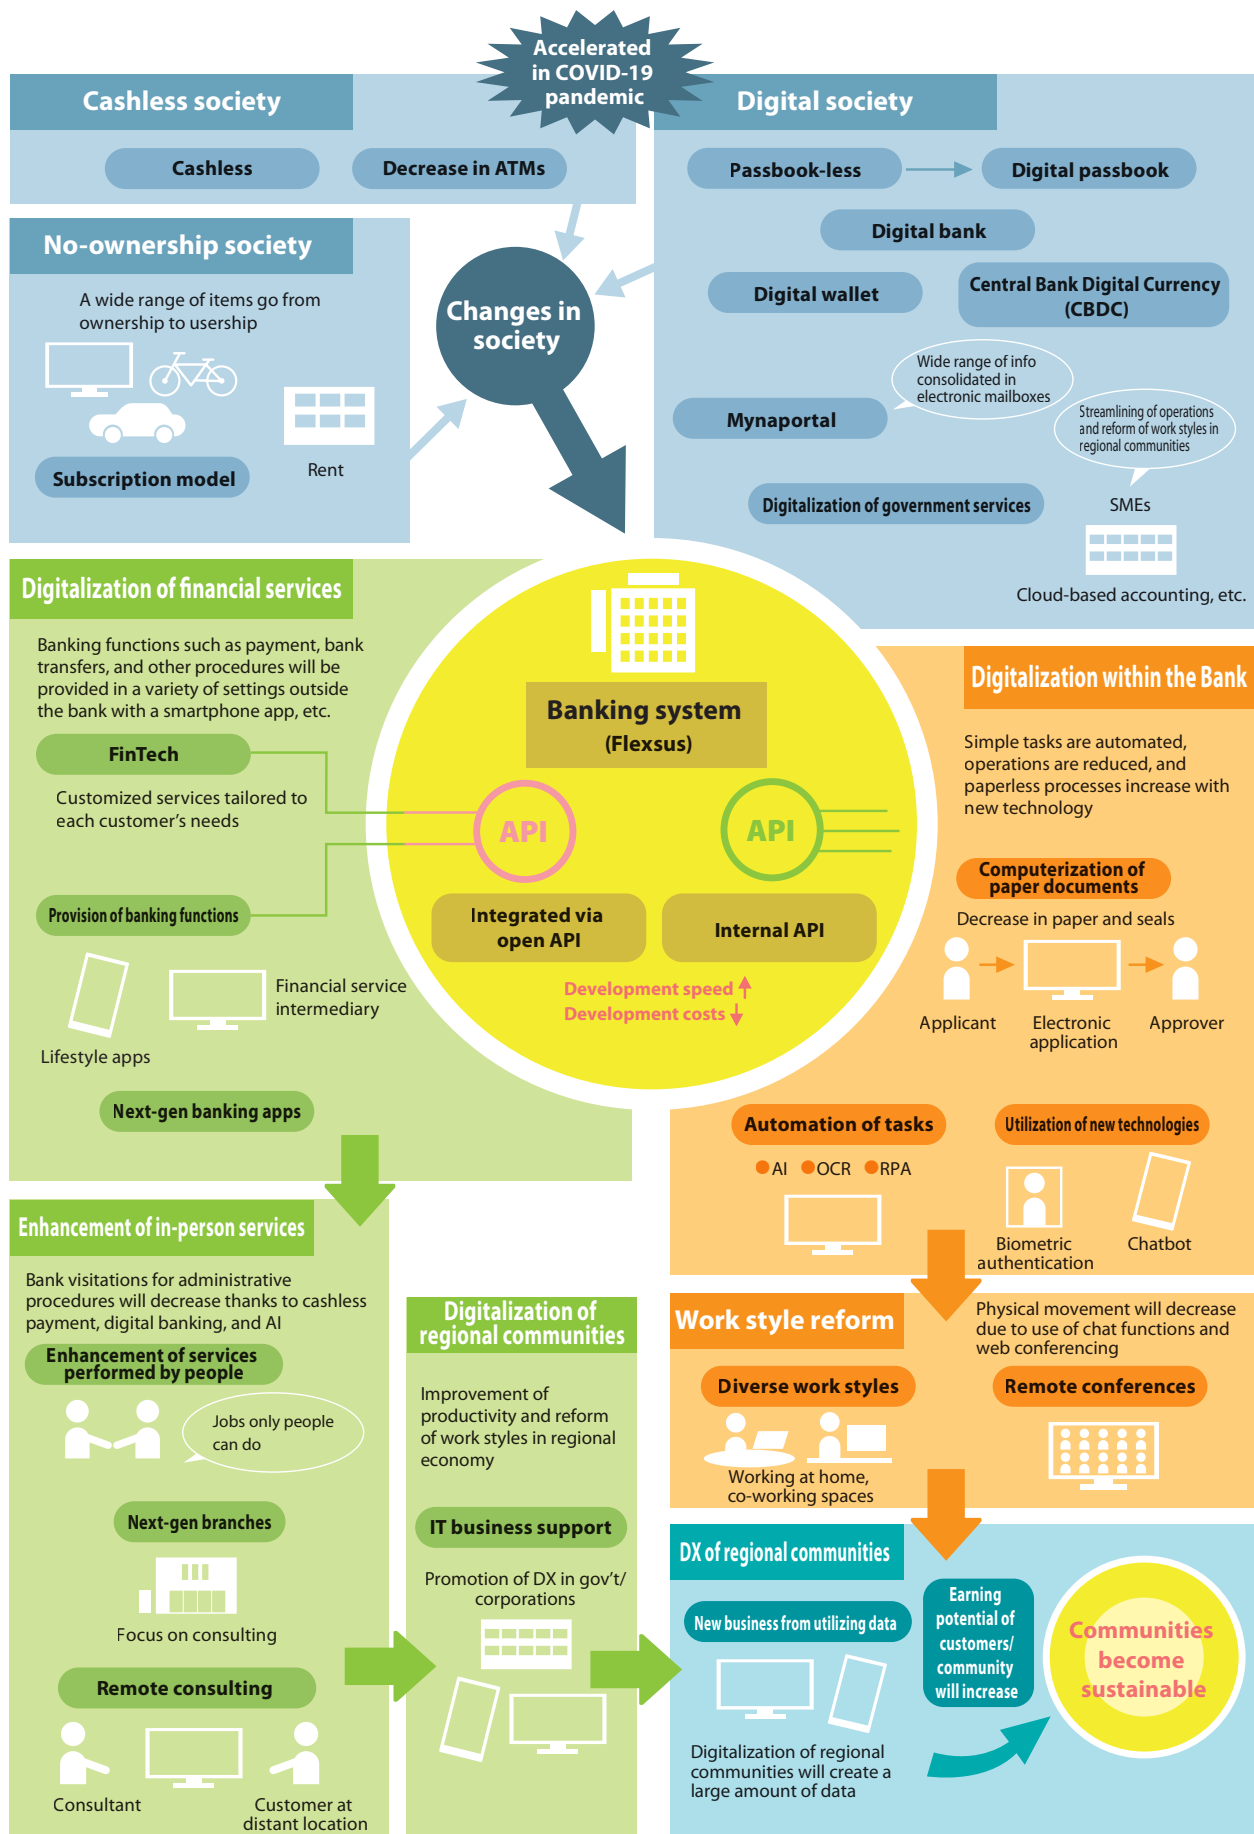 Accelerated
in COVID-19
pandemic
Cashless society
Cashless
Decrease in ATMs
Digital society
Passbook-less
Digital passbook
Digital bank
Digital wallet
Central Bank Digital Currency
(CBDC)
Wide range of info
consolidated in
electronic mailboxes
Mynaportal
Streamlining of operations
and reform of work styles in
regional communities
Digitalization of government services
SMEs
Cloud-based accounting, etc.
No-ownership society
A wide range of items go from
ownership to usership
Subscription model
Rent
Changes in
society
Digitalization of financial services
Banking functions such as payment, bank
transfers, and other procedures will be
provided in a variety of settings outside
the bank with a smartphone app, etc.
FinTech
Customized services tailored to
each customer's needs
Provision of banking functions
Financial service
intermediary
Lifestyle apps
Next-gen banking apps
Banking system
(Flexsus)
API
API
Integrated via
open API
Internal API
Development speed
Development costs
Digitalization within the Bank
Simple tasks are automated,
operations are reduced, and
paperless processes increase with
new technology
Computerization of
paper documents
Decrease in paper and seals
Applicant
Electronic
application
Approver
Automation of tasks
AI
OCR
RPA
Utilization of new technologies
Biometric
authentication
Chatbot
Enhancement of in-person services
Bank visitations for administrative
procedures will decrease thanks to cashless
payment, digital banking, and AI
Enhancement of services
performed by people
Jobs only people
can do
Next-gen branches
Focus on consulting
Remote consulting
Consultant
Customer at
distant location
Digitalization of
regional communities
Improvement of
productivity and reform
of work styles in regional
economy
IT business support
Promotion of DX in gov't/
corporations
Work style reform
Physical movement will decrease
due to use of chat functions and
web conferencing
Diverse work styles
Working at home,
co-working spaces
Remote conferences
DX of regional communities
New business from utilizing data
Digitalization of regional
communities will create a
large amount of data
Earning
potential of
customers/
community
will increase
Communities
become
sustainable